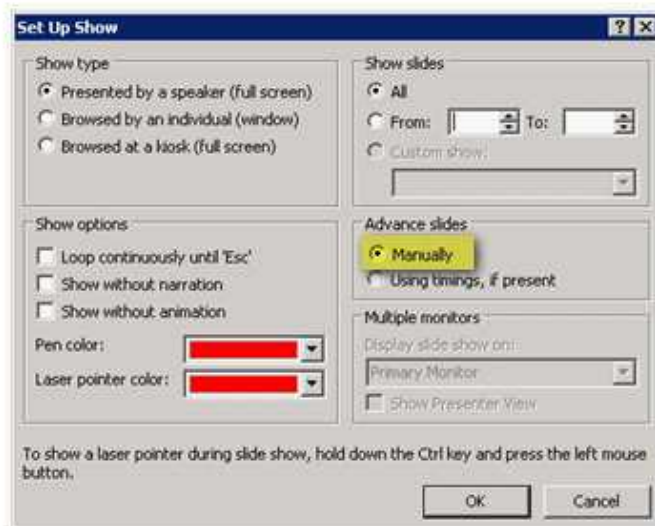 Set Up Show
Show type
Presented by a speaker (full screen)
Browsed by an individual (window)
Browsed at a kiosk (full screen)
Show slides
All
From: To:
Custom show:
Show options
Loop continuously until 'Esc'
Show without narration
Show without animation
Pen color:
Laser pointer color:
Advance slides
Manually
Using timings, if present
Multiple monitors
Display slide show on:
Primary Monitor
Show Presenter View
To show a laser pointer during slide show, hold down the Ctrl key and press the left mouse
button.
OK Cancel